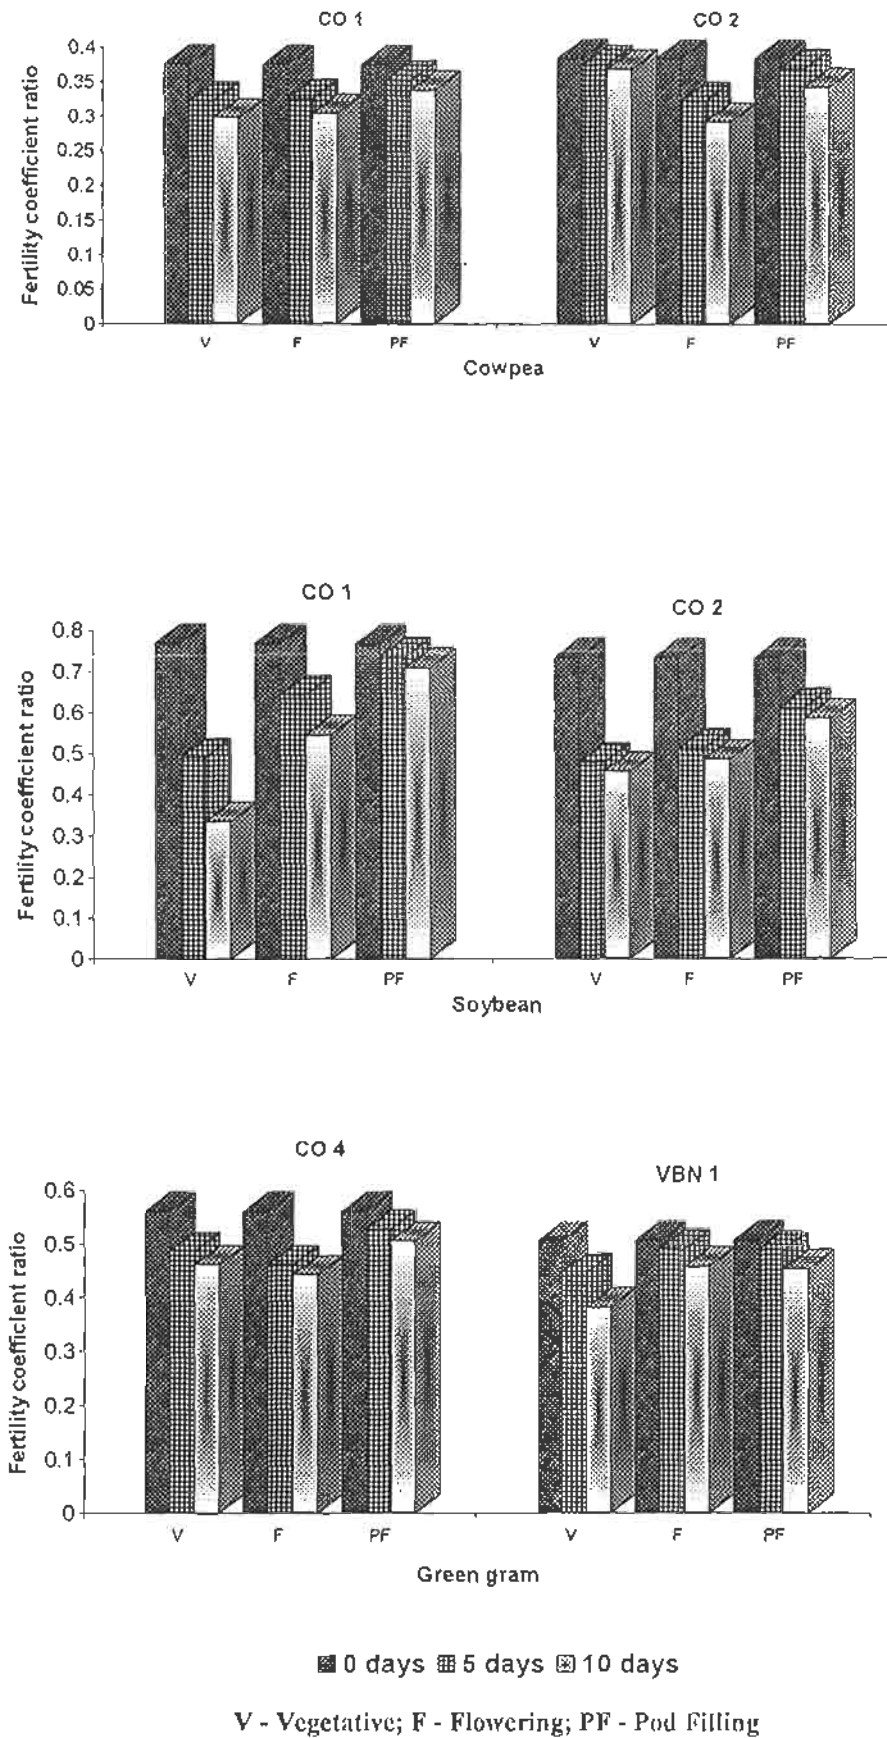 CO 1 CO 2
Fertility coefficient ratio
0.4
0.35
0.3
0.25
0.2
0.15
0.1
0.05
0
V F PF V F PF
Cowpea
CO 1 CO 2
Fertility coefficient ratio
0.8
0.7
0.6
0.5
0.4
0.3
0.2
0.1
0
V F PF V F PF
Soybean
CO 4 VBN 1
Fertility coefficient ratio
0.6
0.5
0.4
0.3
0.2
0.1
0
V F PF V F PF
Green gram
0 days 5 days 10 days
V - Vegetative; F - Flowering; PF - Pod Filling